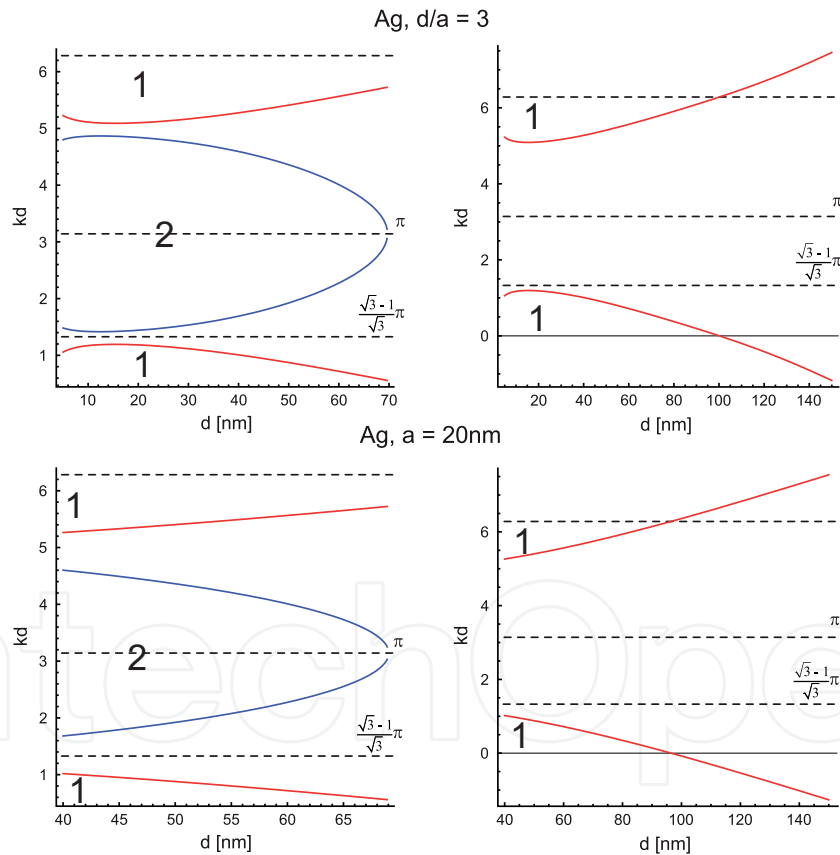 Ag, d/a = 3
6
5
4
3
2
1
kd
1
2
1
π
√3 - 1
√3
π
10 20 30 40 50 60 70
d [nm]
6
4
2
0
kd
1
1
π
√3 - 1
√3
π
0 20 40 60 80 100 120 140
d [nm]
Ag, a = 20nm
6
5
4
3
2
1
kd
1
2
1
π
√3 - 1
√3
π
40 45 50 55 60 65
d [nm]
6
4
2
0
kd
1
1
π
√3 - 1
√3
π
40 60 80 100 120 140
d [nm]
ntechOpe